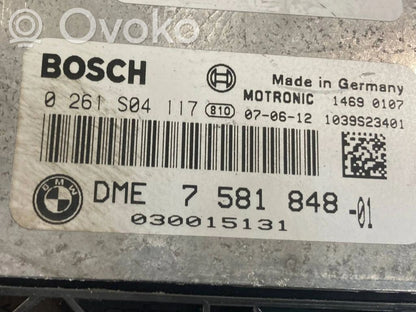 Ovoko
BOSCH
Made in Germany
MOTRONIC 1469 0107
0 261 S04 117 810 07-06-12 1039S23401
BMW
DME 7 581 848 -01
030015131